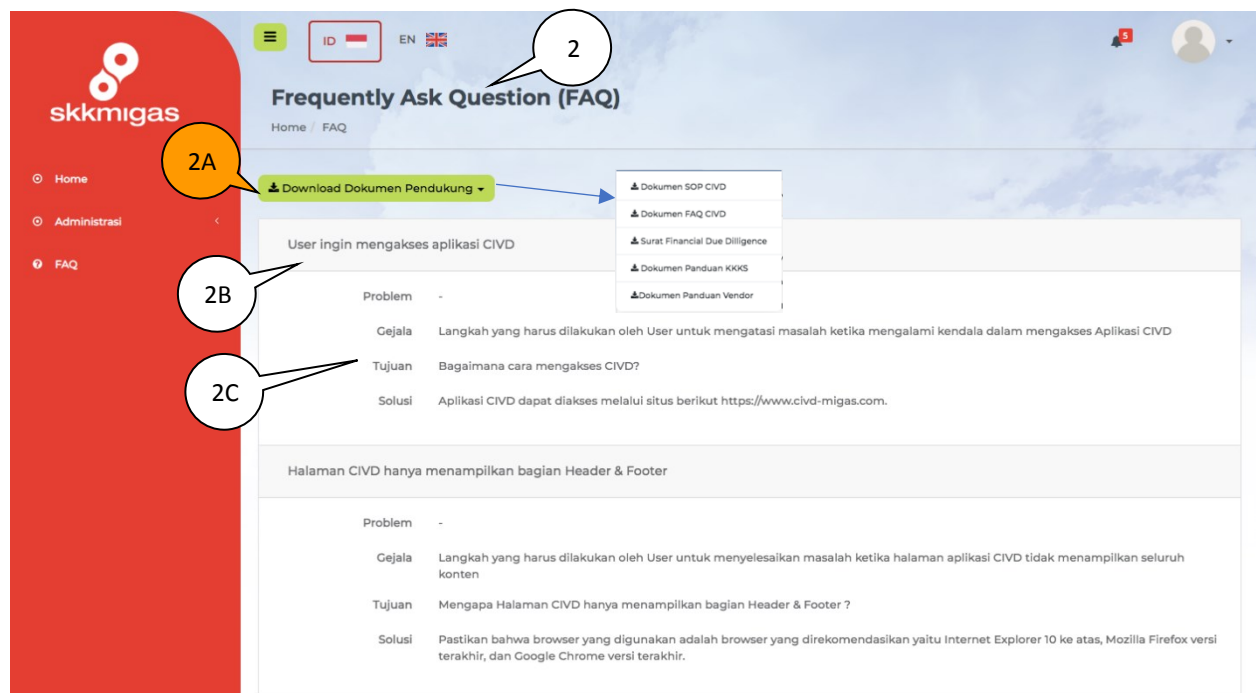 skkmigas
Home
Administrasi
FAQ
ID
EN
5
2
Frequently Ask Question (FAQ)
Home / FAQ
2A
Download Dokumen Pendukung
Dokumen SOP CIVD
Dokumen FAQ CIVD
Surat Financial Due Dilligence
Dokumen Panduan KKKS
Dokumen Panduan Vendor
2B
User ingin mengakses aplikasi CIVD
Problem -
Gejala Langkah yang harus dilakukan oleh User untuk mengatasi masalah ketika mengalami kendala dalam mengakses Aplikasi CIVD
2C
Tujuan Bagaimana cara mengakses CIVD?
Solusi Aplikasi CIVD dapat diakses melalui situs berikut https://www.civd-migas.com.
Halaman CIVD hanya menampilkan bagian Header & Footer
Problem -
Gejala Langkah yang harus dilakukan oleh User untuk menyelesaikan masalah ketika halaman aplikasi CIVD tidak menampilkan seluruh
konten
Tujuan Mengapa Halaman CIVD hanya menampilkan bagian Header & Footer ?
Solusi Pastikan bahwa browser yang digunakan adalah browser yang direkomendasikan yaitu Internet Explorer 10 ke atas, Mozilla Firefox versi
terakhir, dan Google Chrome versi terakhir.